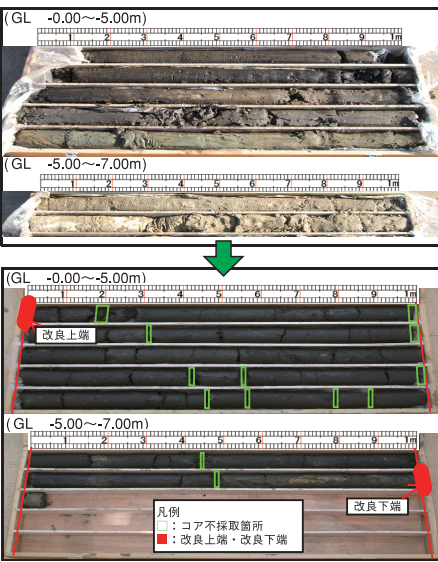 (GL -0.00～-5.00m)
1 2 3 4 5 6 7 8 9 1m
(GL -5.00～-7.00m)
1 2 3 4 5 6 7 8 9 1m
(GL -0.00～-5.00m)
1 2 3 4 5 6 7 8 9 1m
改良上端
(GL -5.00～-7.00m)
1 2 3 4 5 6 7 8 9 1m
改良下端
凡例
□：コア不採取箇所
■：改良上端・改良下端